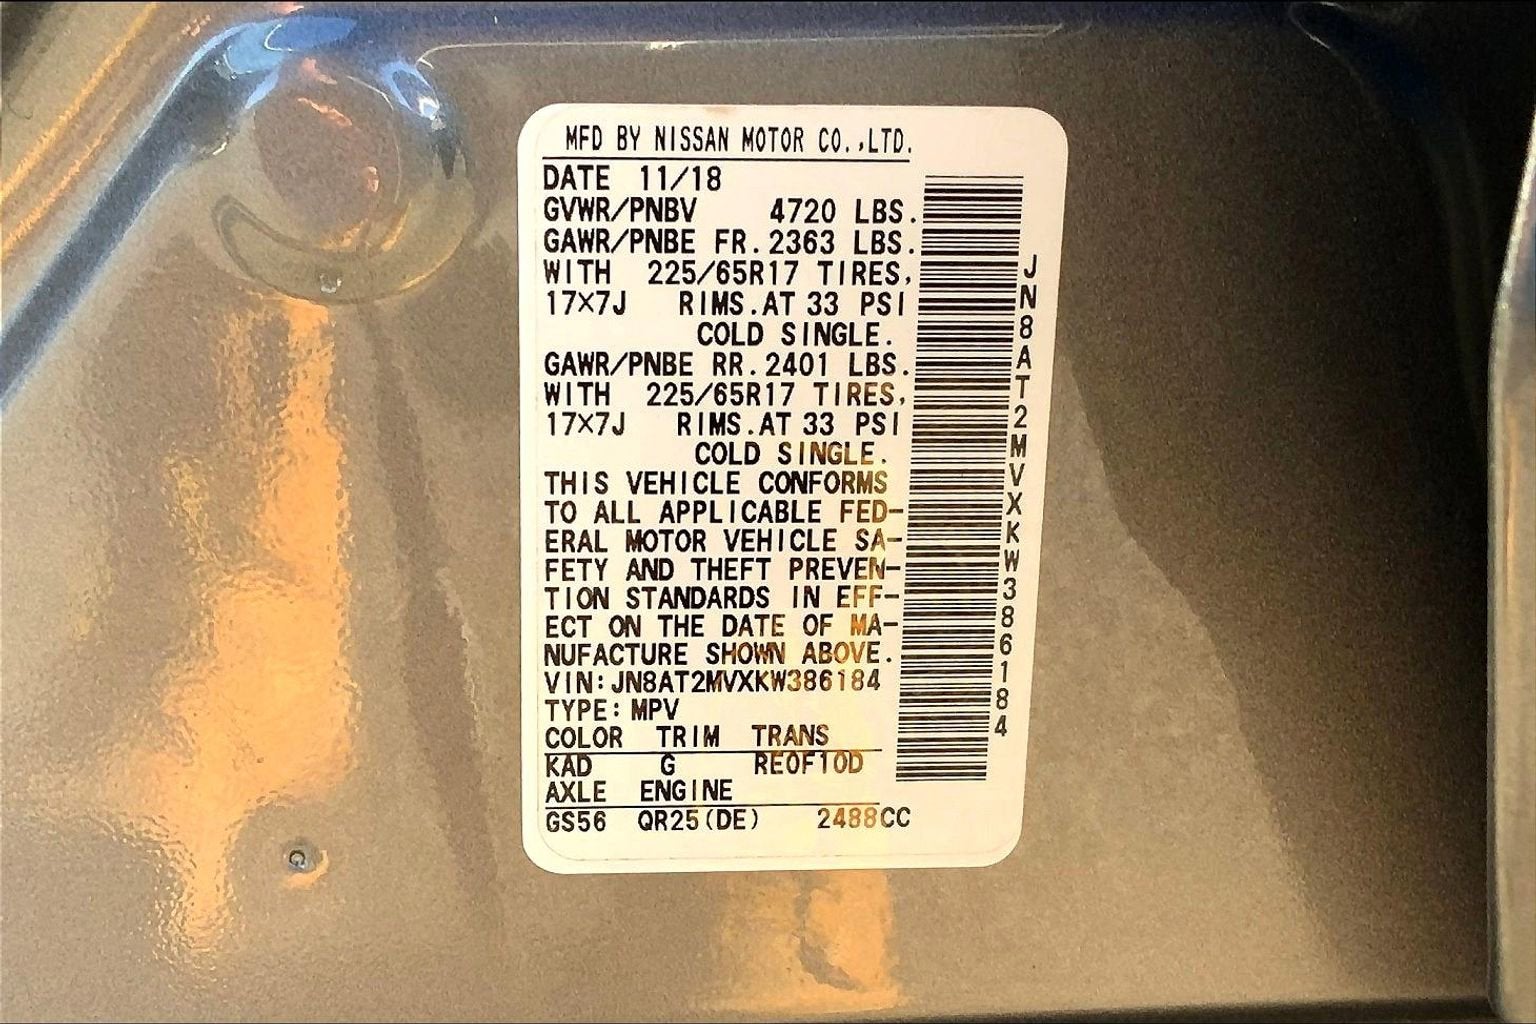 MFD BY NISSAN MOTOR CO.,LTD.
DATE 11/18
GVWR/PNBV 4720 LBS.
GAWR/PNBE FR.2363 LBS.
WITH 225/65R17 TIRES,
17×7J RIMS.AT 33 PSI
COLD SINGLE.
GAWR/PNBE RR.2401 LBS.
WITH 225/65R17 TIRES,
17×7J RIMS.AT 33 PSI
COLD SINGLE.
THIS VEHICLE CONFORMS
TO ALL APPLICABLE FED-
ERAL MOTOR VEHICLE SA-
FETY AND THEFT PREVEN-
TION STANDARDS IN EFF-
ECT ON THE DATE OF MA-
NUFACTURE SHOWN ABOVE.
VIN:JN8AT2MVXKW386184
TYPE:MPV
COLOR TRIM TRANS
KAD G RE0F10D
AXLE ENGINE
GS56 QR25(DE) 2488CC
JN8AT2MVXKW386184